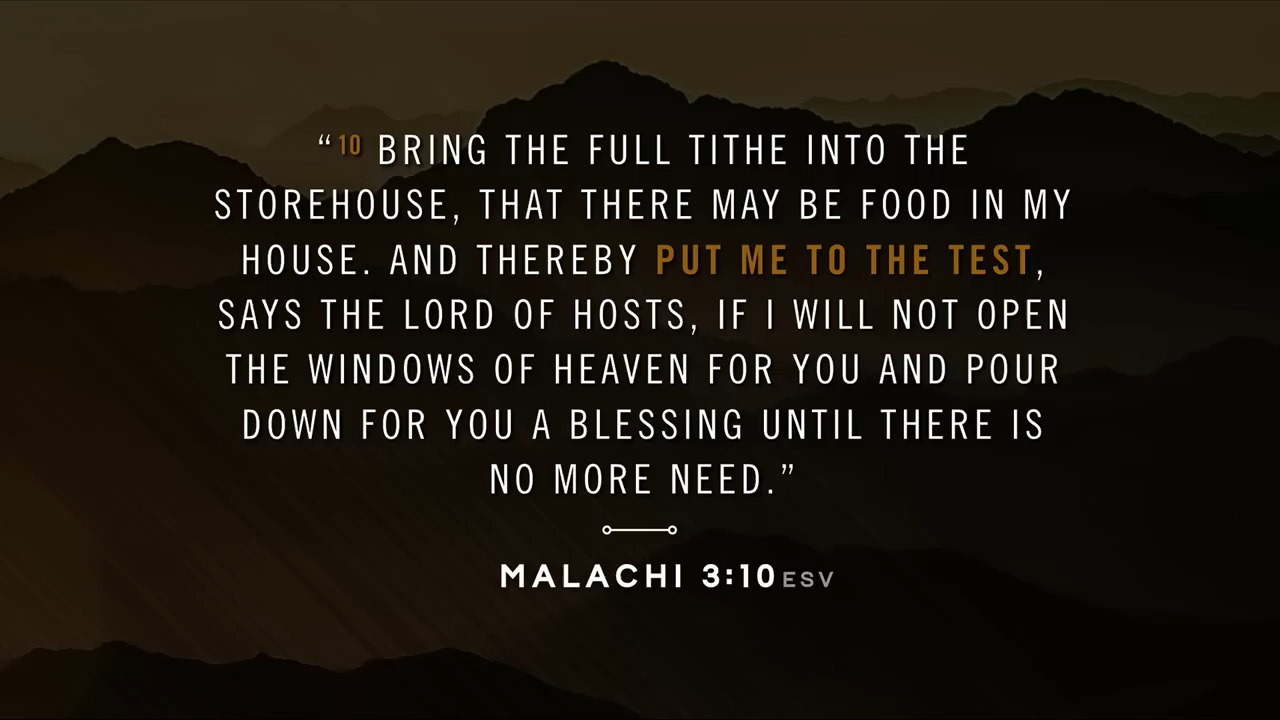 “10 BRING THE FULL TITHE INTO THE
STOREHOUSE, THAT THERE MAY BE FOOD IN MY
HOUSE. AND THEREBY PUT ME TO THE TEST,
SAYS THE LORD OF HOSTS, IF I WILL NOT OPEN
THE WINDOWS OF HEAVEN FOR YOU AND POUR
DOWN FOR YOU A BLESSING UNTIL THERE IS
NO MORE NEED.”
MALACHI 3:10 ESV